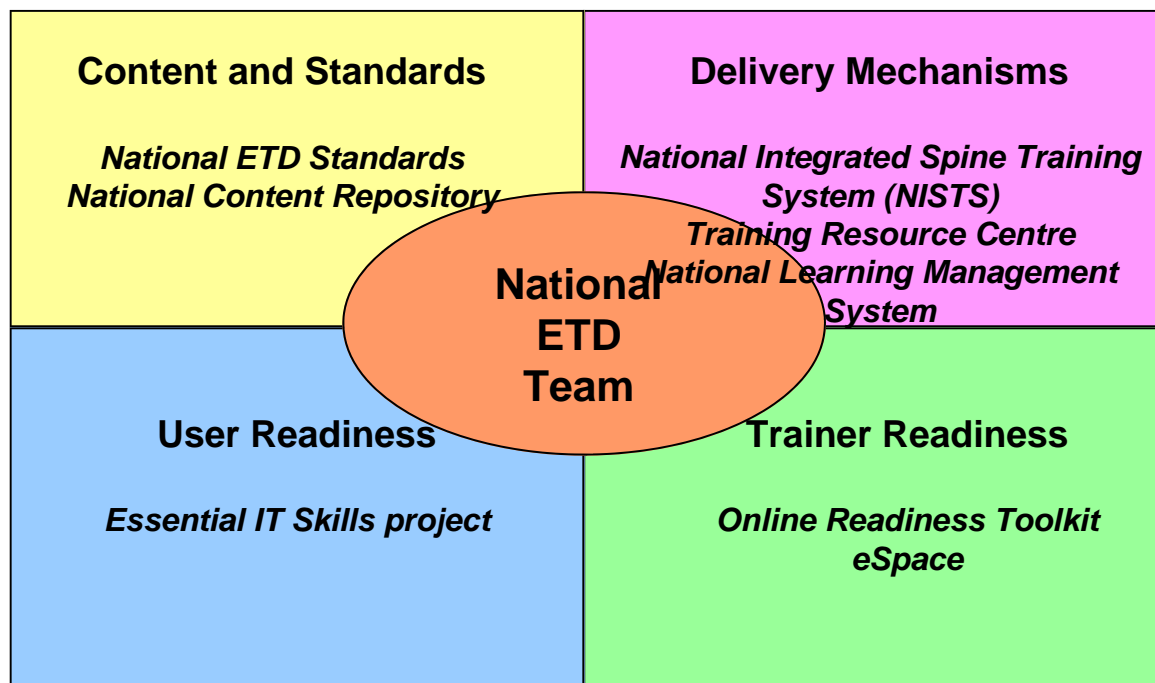 Content and Standards
National ETD Standards
National Content Repository
Delivery Mechanisms
National Integrated Spine Training
System (NISTS)
Training Resource Centre
National Learning Management
System
National
ETD
Team
User Readiness
Essential IT Skills project
Trainer Readiness
Online Readiness Toolkit
eSpace